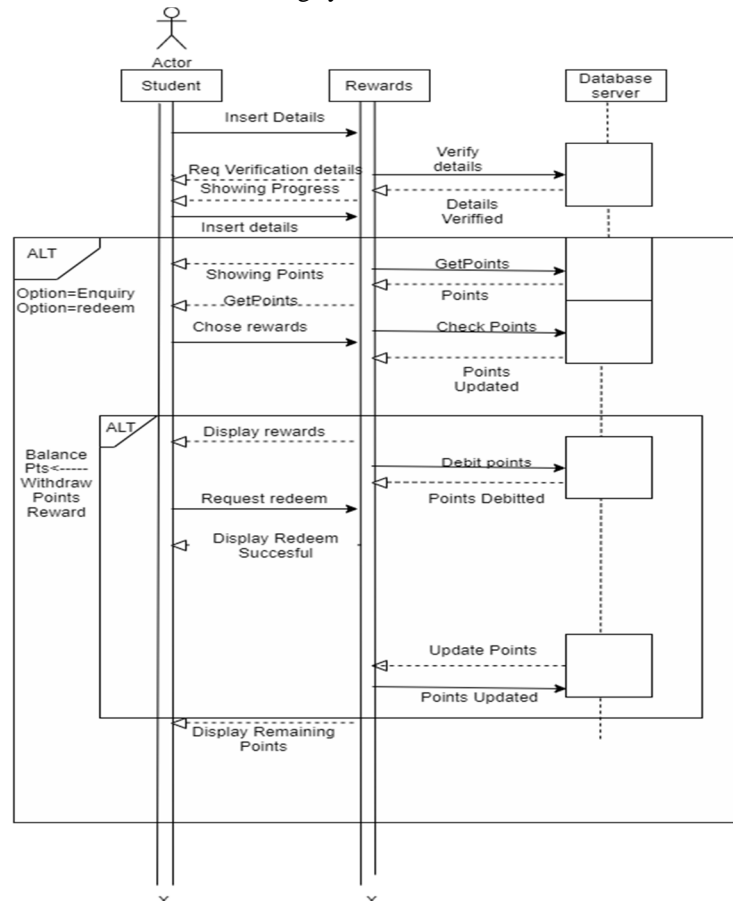 Actor
Student
Rewards
Database
server
Insert Details
Req Verification details
Verify
details
Showing Progress
Details
Veriffied
Insert details
ALT
Option=Enquiry
Option=redeem
GetPoints
Showing Points
Points
GetPoints
Chose rewards
Check Points
Points
Updated
ALT
Display rewards
Balance
Pts<-----
Withdraw
Points
Reward
Debit points
Request redeem
Points Debitted
Display Redeem
Succesful
Update Points
Points Updated
Display Remaining
Points
X
X